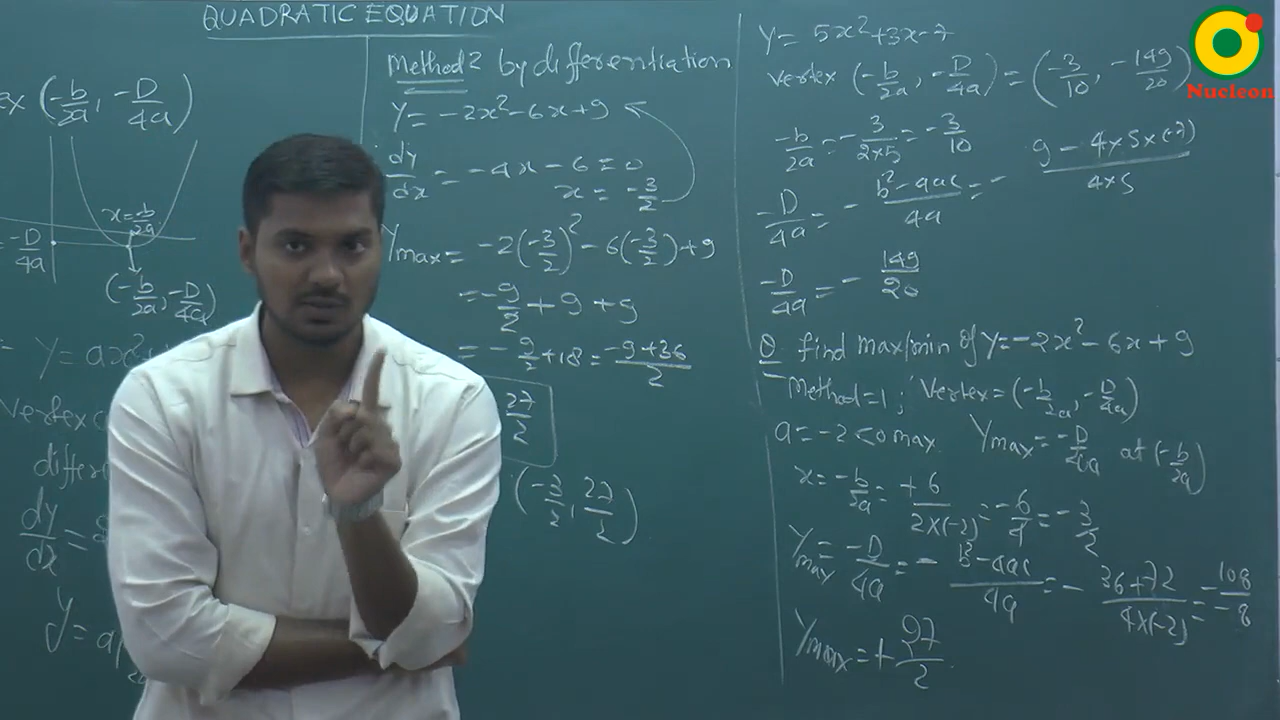 QUADRATIC EQUATION
ex (-b/2a, -D/4a)
x = -b/2a
= -D/4a
(-b/2a, -D/4a)
Y = ax²
Vertex
differ
dy/dx =
y = a
Method 2 by differentiation
Y = -2x² - 6x + 9
dy/dx = -4x - 6 = 0
x = -3/2
Ymax = -2(-3/2)² - 6(-3/2) + 9
= -9/2 + 9 + 9
= -9/2 + 18 = -9+36/2
27/2
(-3/2, 27/2)
Y = 5x² + 3x - 7
vertex (-b/2a, -D/4a) = (-3/10, -149/20)
-b/2a = -3/2×5 = -3/10
-D/4a = - b²-4ac/4a = - 9-4×5×(-7)/4×5
-D/4a = - 149/20
Q find max/min of Y = -2x² - 6x + 9
Method=1; Vertex = (-b/2a, -D/4a)
a = -2 < 0 max Ymax = -D/4a at (-b/2a)
x = -b/2a = +6/2×(-2) = -6/4 = -3/2
Ymax = -D/4a = - b²-4ac/4a = - 36+72/4×(-2) = -108/-8
Ymax = + 27/2
Nucleon